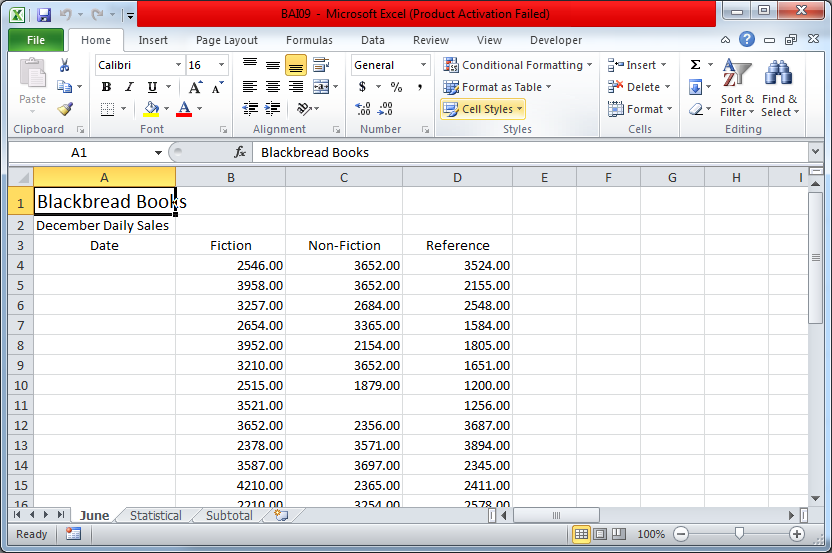 BAI09 - Microsoft Excel (Product Activation Failed)
File Home Insert Page Layout Formulas Data Review View Developer
Paste
Clipboard
Calibri 16
B I U A A
A
Font
Alignment
General
$ % ,
Number
Conditional Formatting
Format as Table
Cell Styles
Styles
Insert
Delete
Format
Cells
Σ
Sort & Filter
Find & Select
Editing
A1 fx Blackbread Books
A B C D E F G H I
1 Blackbread Books
2 December Daily Sales
3 Date Fiction Non-Fiction Reference
4 2546.00 3652.00 3524.00
5 3958.00 3652.00 2155.00
6 3257.00 2684.00 2548.00
7 2654.00 3365.00 1584.00
8 3952.00 2154.00 1805.00
9 3210.00 3652.00 1651.00
10 2515.00 1879.00 1200.00
11 3521.00 1256.00
12 3652.00 2356.00 3687.00
13 2378.00 3571.00 3894.00
14 3587.00 3697.00 2345.00
15 4210.00 2365.00 2411.00
16 2210.00 3254.00 2578.00
June Statistical Subtotal
Ready 100%